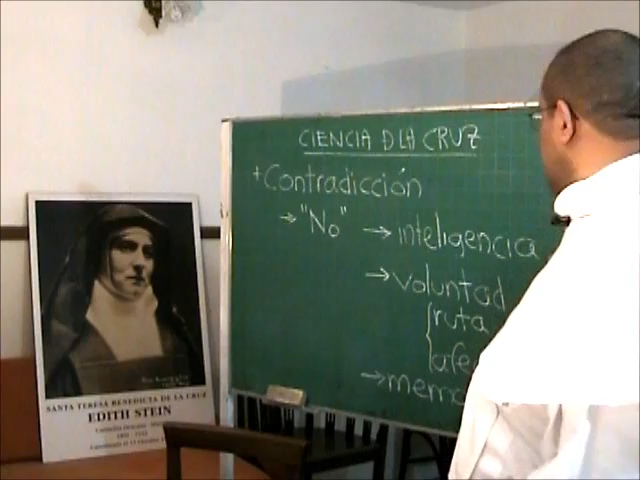 CIENCIA DLA CRUZ
+ Contradicción
→ "No" → inteligencia
→ voluntad
ruta
→
SANTA TERESA BENEDICTA DE LA CRUZ
EDITH STEIN